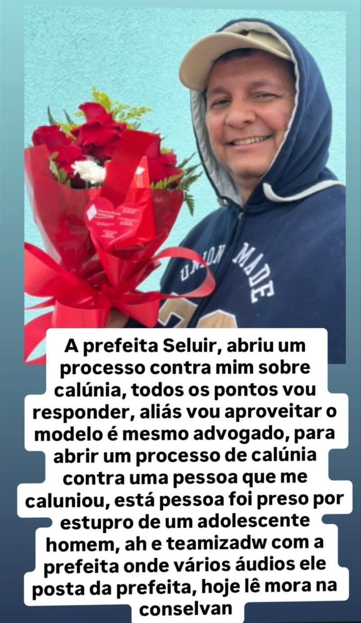 UNION MADE
A prefeita Seluir, abriu um
processo contra mim sobre
calúnia, todos os pontos vou
responder, aliás vou aproveitar o
modelo é mesmo advogado, para
abrir um processo de calúnia
contra uma pessoa que me
caluniou, está pessoa foi preso por
estupro de um adolescente
homem, ah e teamizadw com a
prefeita onde vários áudios ele
posta da prefeita, hoje lê mora na
conselvan